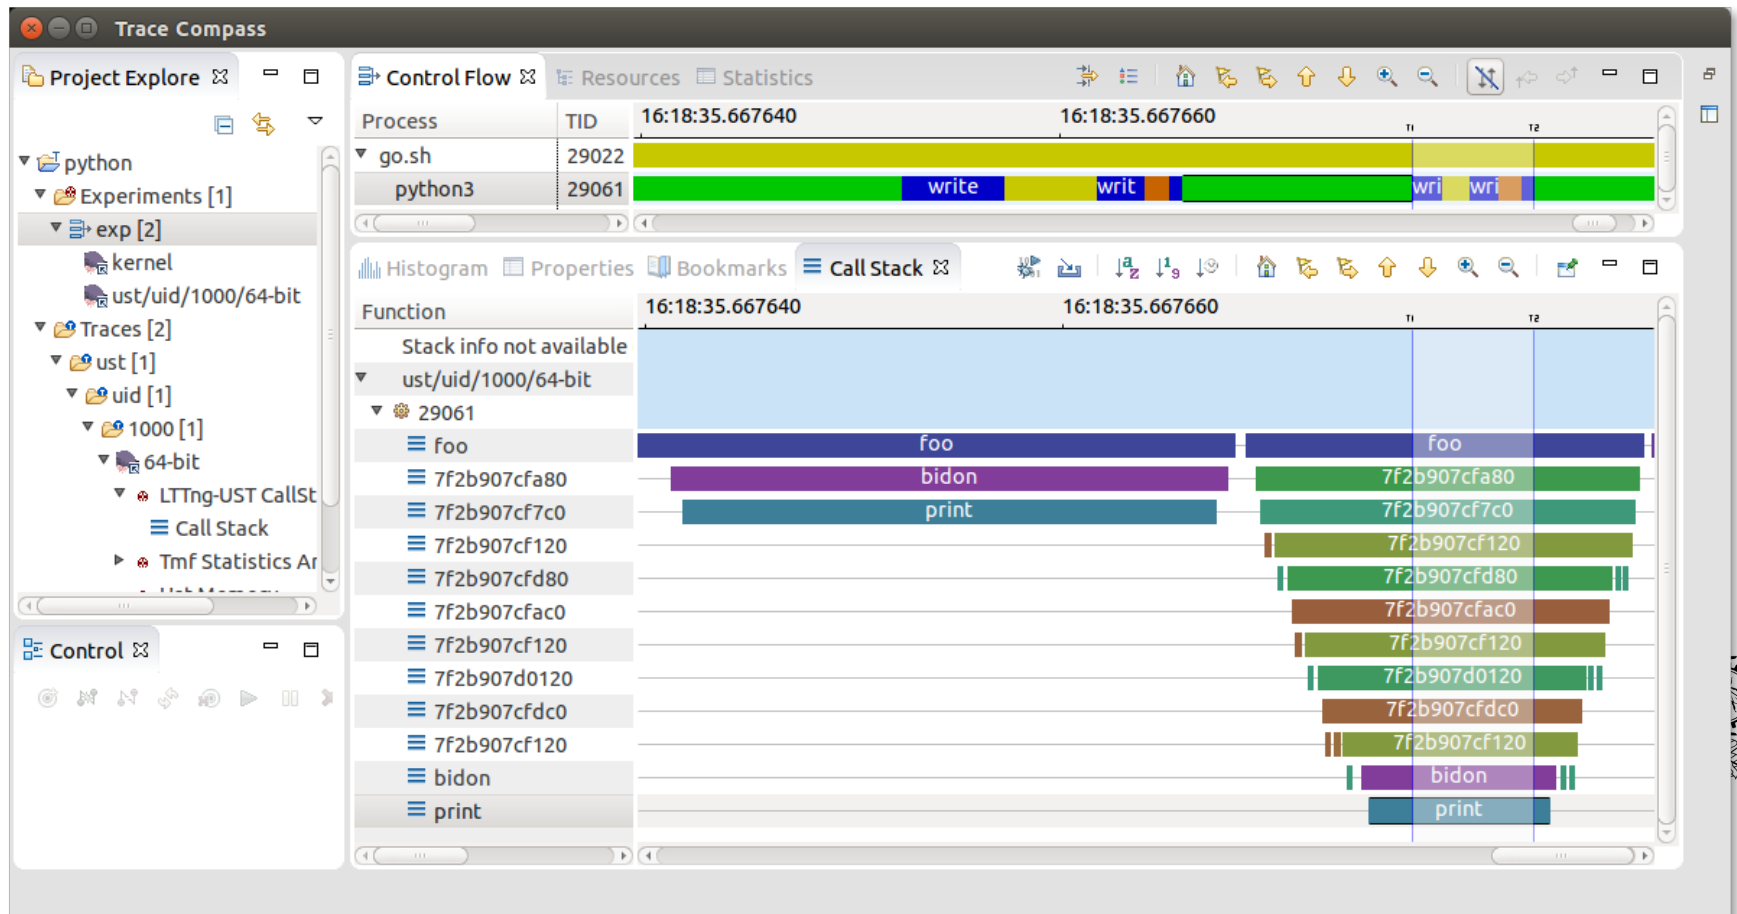 Trace Compass
Project Explore
Control Flow Resources Statistics
Process TID 16:18:35.667640 16:18:35.667660
T1 T2
go.sh 29022
python3 29061 write writ wri wri
python
Experiments [1]
exp [2]
kernel
ust/uid/1000/64-bit
Traces [2]
ust [1]
uid [1]
1000 [1]
64-bit
LTTng-UST CallSt
Call Stack
Tmf Statistics Ar
Control
Histogram Properties Bookmarks Call Stack
Function 16:18:35.667640 16:18:35.667660
T1 T2
Stack info not available
ust/uid/1000/64-bit
29061
foo foo foo
7f2b907cfa80 bidon 7f2b907cfa80
7f2b907cf7c0 print 7f2b907cf7c0
7f2b907cf120 7f2b907cf120
7f2b907cfd80 7f2b907cfd80
7f2b907cfac0 7f2b907cfac0
7f2b907cf120 7f2b907cf120
7f2b907d0120 7f2b907d0120
7f2b907cfdc0 7f2b907cfdc0
7f2b907cf120 7f2b907cf120
bidon bidon
print print